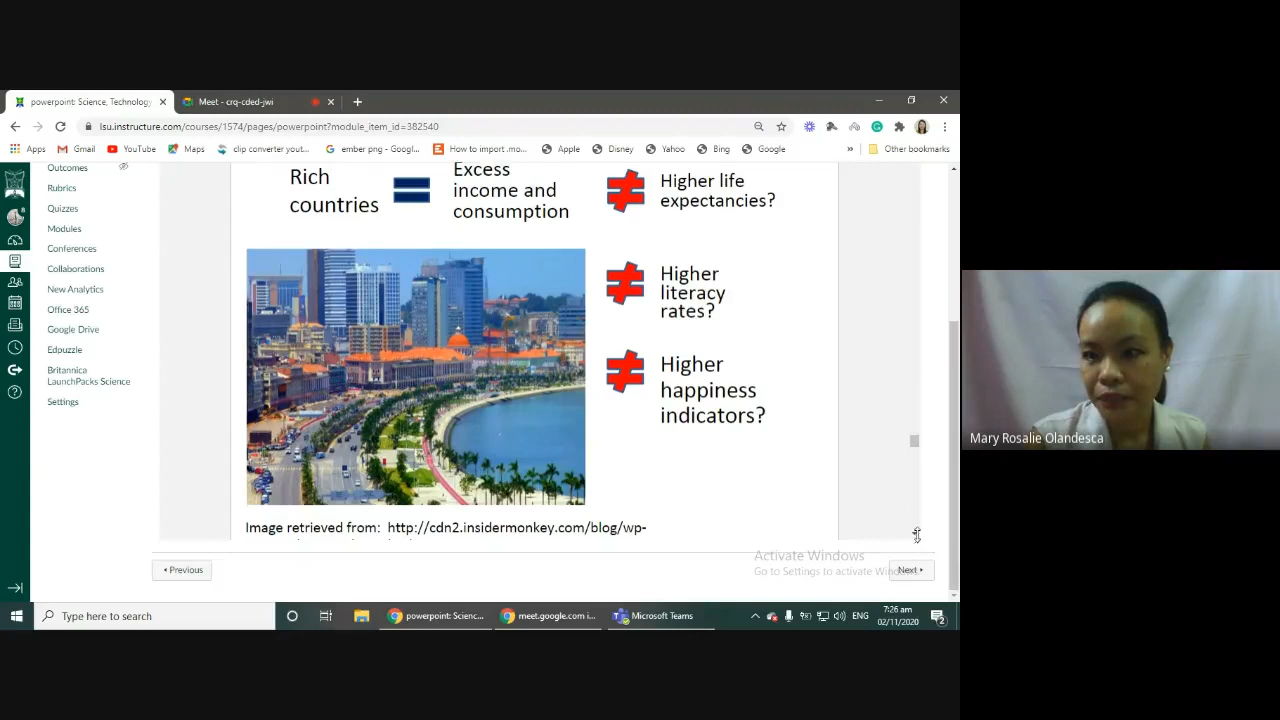 powerpoint: Science, Technology
Meet - crq-cded-jwi
lsu.instructure.com/courses/1574/pages/powerpoint?module_item_id=382540
Apps
Gmail
YouTube
Maps
clip converter yout...
ember png - Googl...
How to import .mo...
Apple
Disney
Yahoo
Bing
Google
»
Other bookmarks
Outcomes
Rubrics
Quizzes
Modules
Conferences
Collaborations
New Analytics
Office 365
Google Drive
Edpuzzle
Britannica
LaunchPacks Science
Settings
Rich
countries
=
Excess
income and
consumption
≠
Higher life
expectancies?
≠
Higher
literacy
rates?
≠
Higher
happiness
indicators?
Image retrieved from: http://cdn2.insidermonkey.com/blog/wp-
Previous
Activate Windows
Go to Settings to activate Windows.
Next
Mary Rosalie Olandesca
Type here to search
powerpoint: Scienc...
meet.google.com i...
Microsoft Teams
ENG
7:26 am
02/11/2020
2